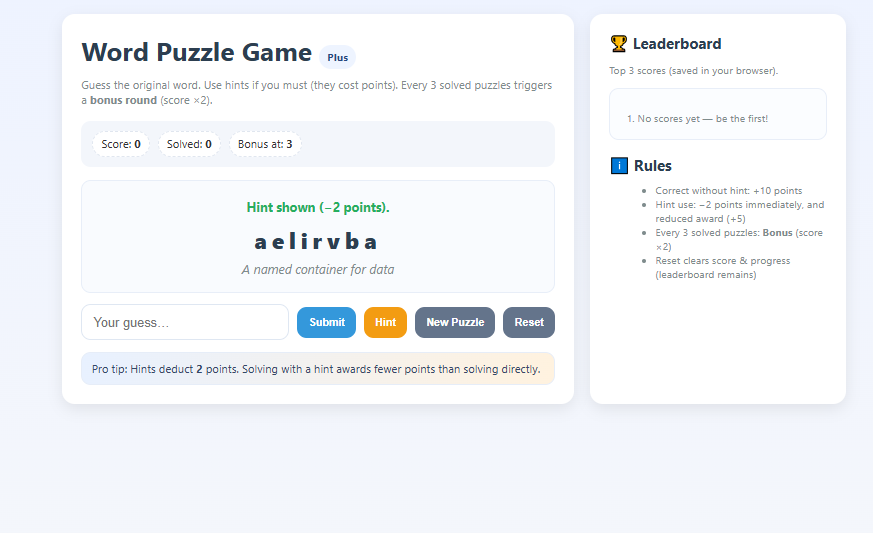 Word Puzzle Game Plus
Guess the original word. Use hints if you must (they cost points). Every 3 solved puzzles triggers
a bonus round (score ×2).
Score: 0 Solved: 0 Bonus at: 3
Hint shown (−2 points).
aelirvba
A named container for data
Your guess...
Submit Hint New Puzzle Reset
Pro tip: Hints deduct 2 points. Solving with a hint awards fewer points than solving directly.
🏆 Leaderboard
Top 3 scores (saved in your browser).
1. No scores yet — be the first!
ℹ️ Rules
Correct without hint: +10 points
Hint use: −2 points immediately, and
reduced award (+5)
Every 3 solved puzzles: Bonus (score
×2)
Reset clears score & progress
(leaderboard remains)